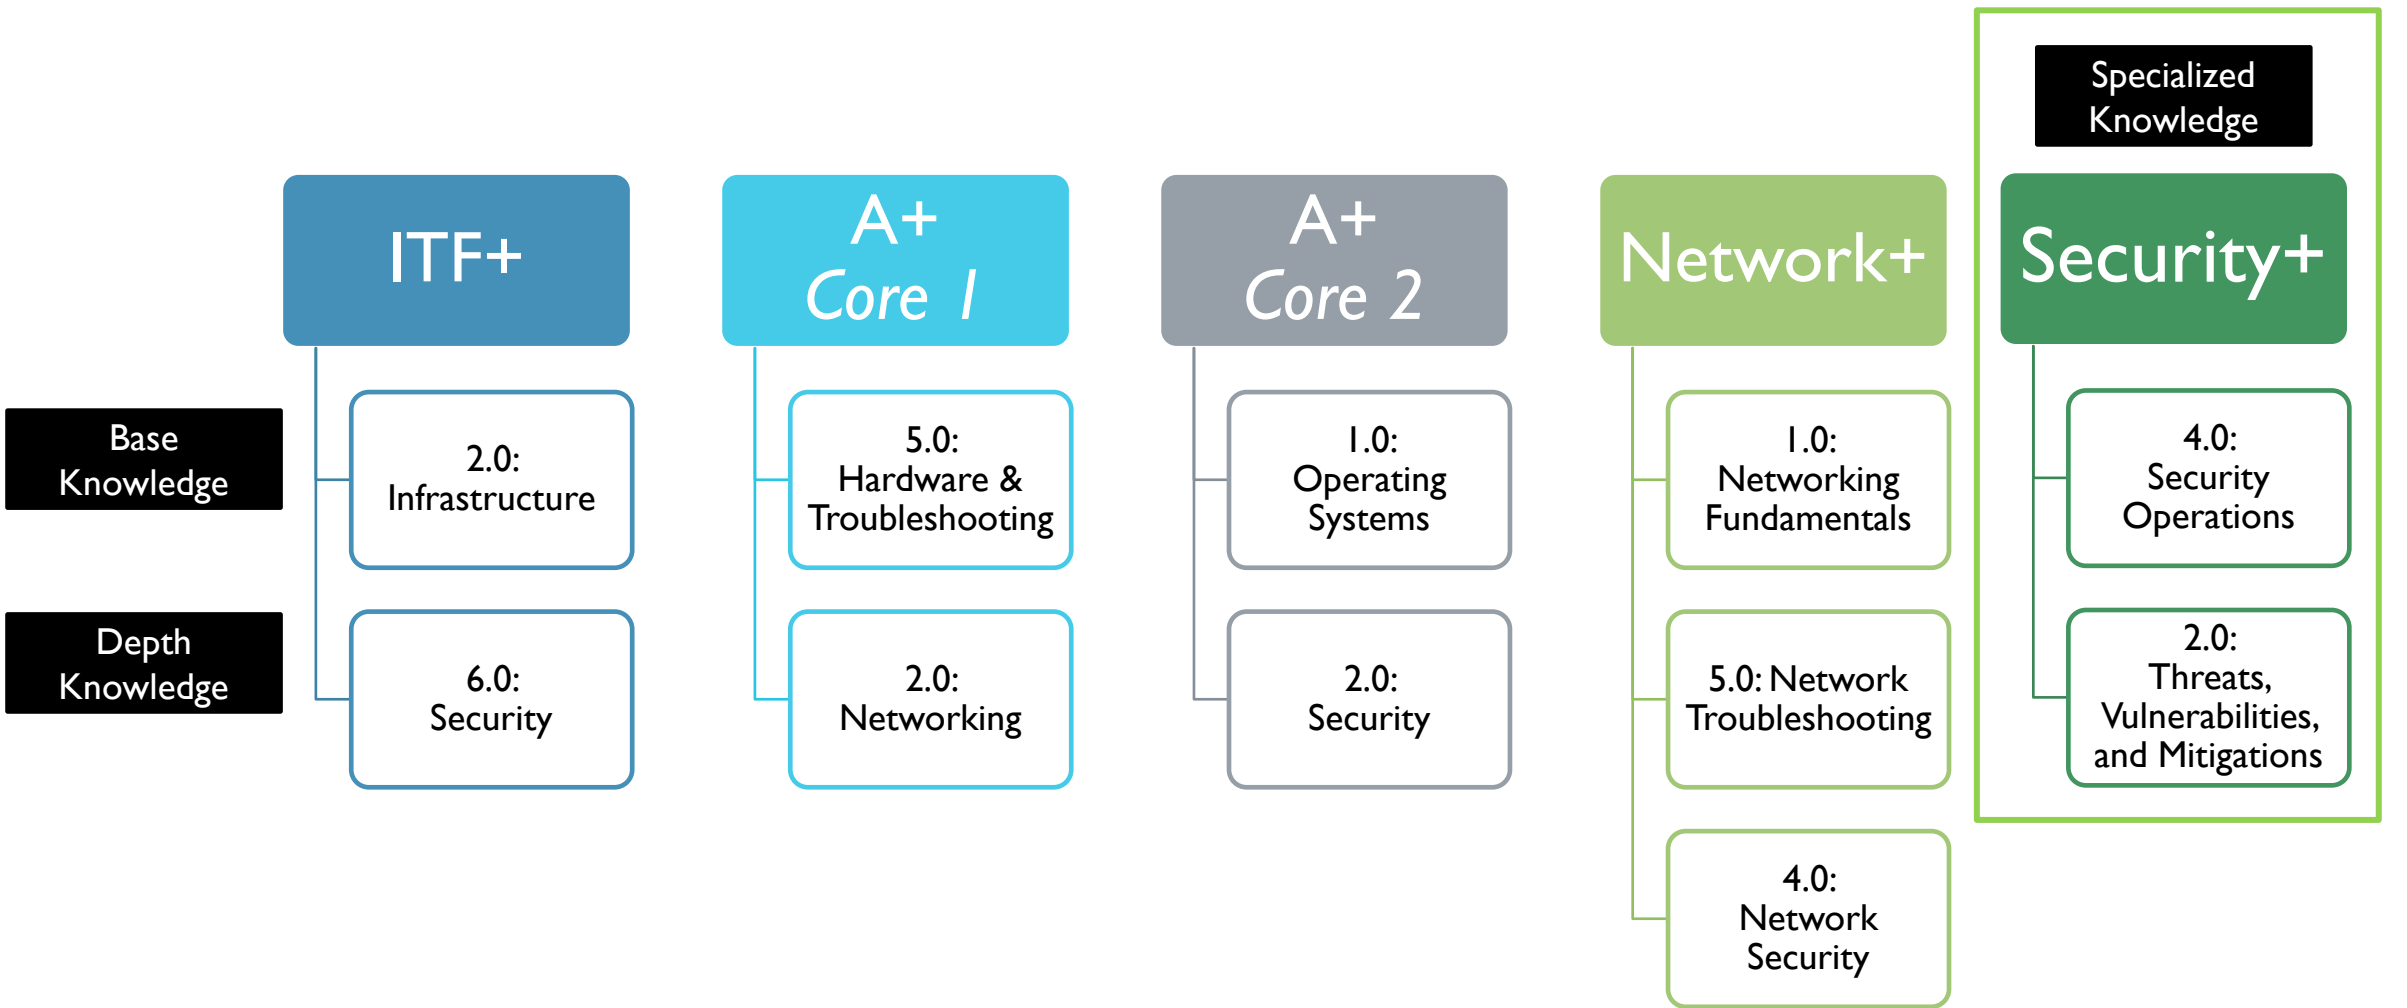 Specialized
Knowledge
ITF+
A+
Core 1
A+
Core 2
Network+
Security+
Base
Knowledge
2.0:
Infrastructure
5.0:
Hardware &
Troubleshooting
1.0:
Operating
Systems
1.0:
Networking
Fundamentals
4.0:
Security
Operations
Depth
Knowledge
6.0:
Security
2.0:
Networking
2.0:
Security
5.0: Network
Troubleshooting
2.0:
Threats,
Vulnerabilities,
and Mitigations
4.0:
Network
Security